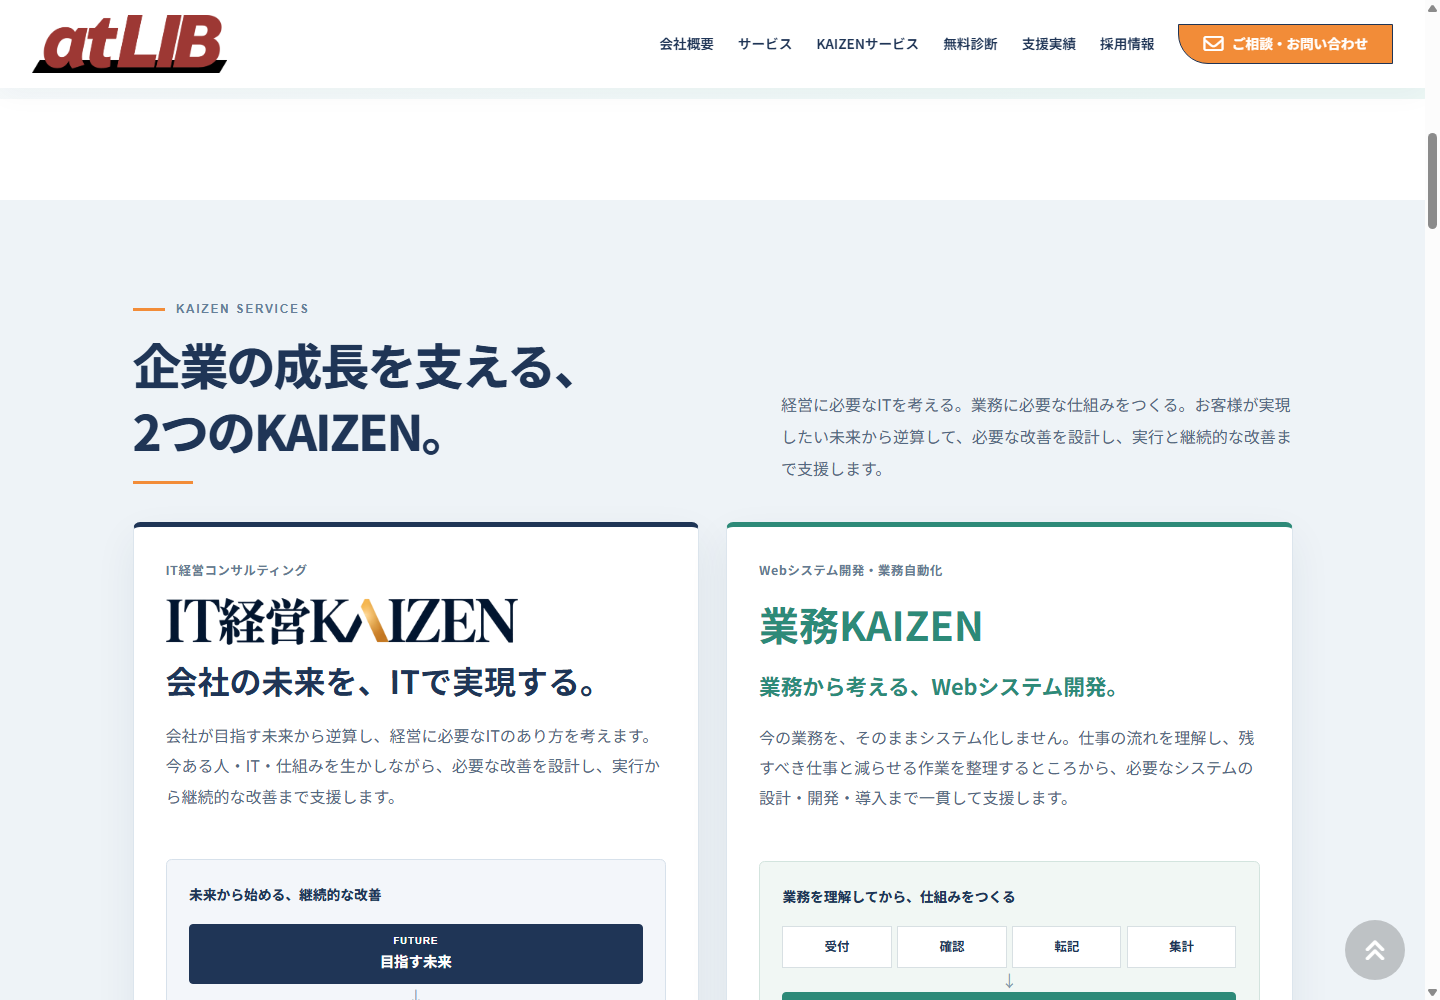 atLIB
会社概要 サービス KAIZENサービス 無料診断 支援実績 採用情報 ご相談・お問い合わせ
KAIZEN SERVICES
企業の成長を支える、
2つのKAIZEN。
経営に必要なITを考える。業務に必要な仕組みをつくる。お客様が実現
したい未来から逆算して、必要な改善を設計し、実行と継続的な改善ま
で支援します。
IT経営コンサルティング
IT経営KAIZEN
会社の未来を、ITで実現する。
会社が目指す未来から逆算し、経営に必要なITのあり方を考えます。
今ある人・IT・仕組みを生かしながら、必要な改善を設計し、実行か
ら継続的な改善まで支援します。
未来から始める、継続的な改善
FUTURE
目指す未来
↓
Webシステム開発・業務自動化
業務KAIZEN
業務から考える、Webシステム開発。
今の業務を、そのままシステム化しません。仕事の流れを理解し、残
すべき仕事と減らせる作業を整理するところから、必要なシステムの
設計・開発・導入まで一貫して支援します。
業務を理解してから、仕組みをつくる
受付 確認 転記 集計
↓